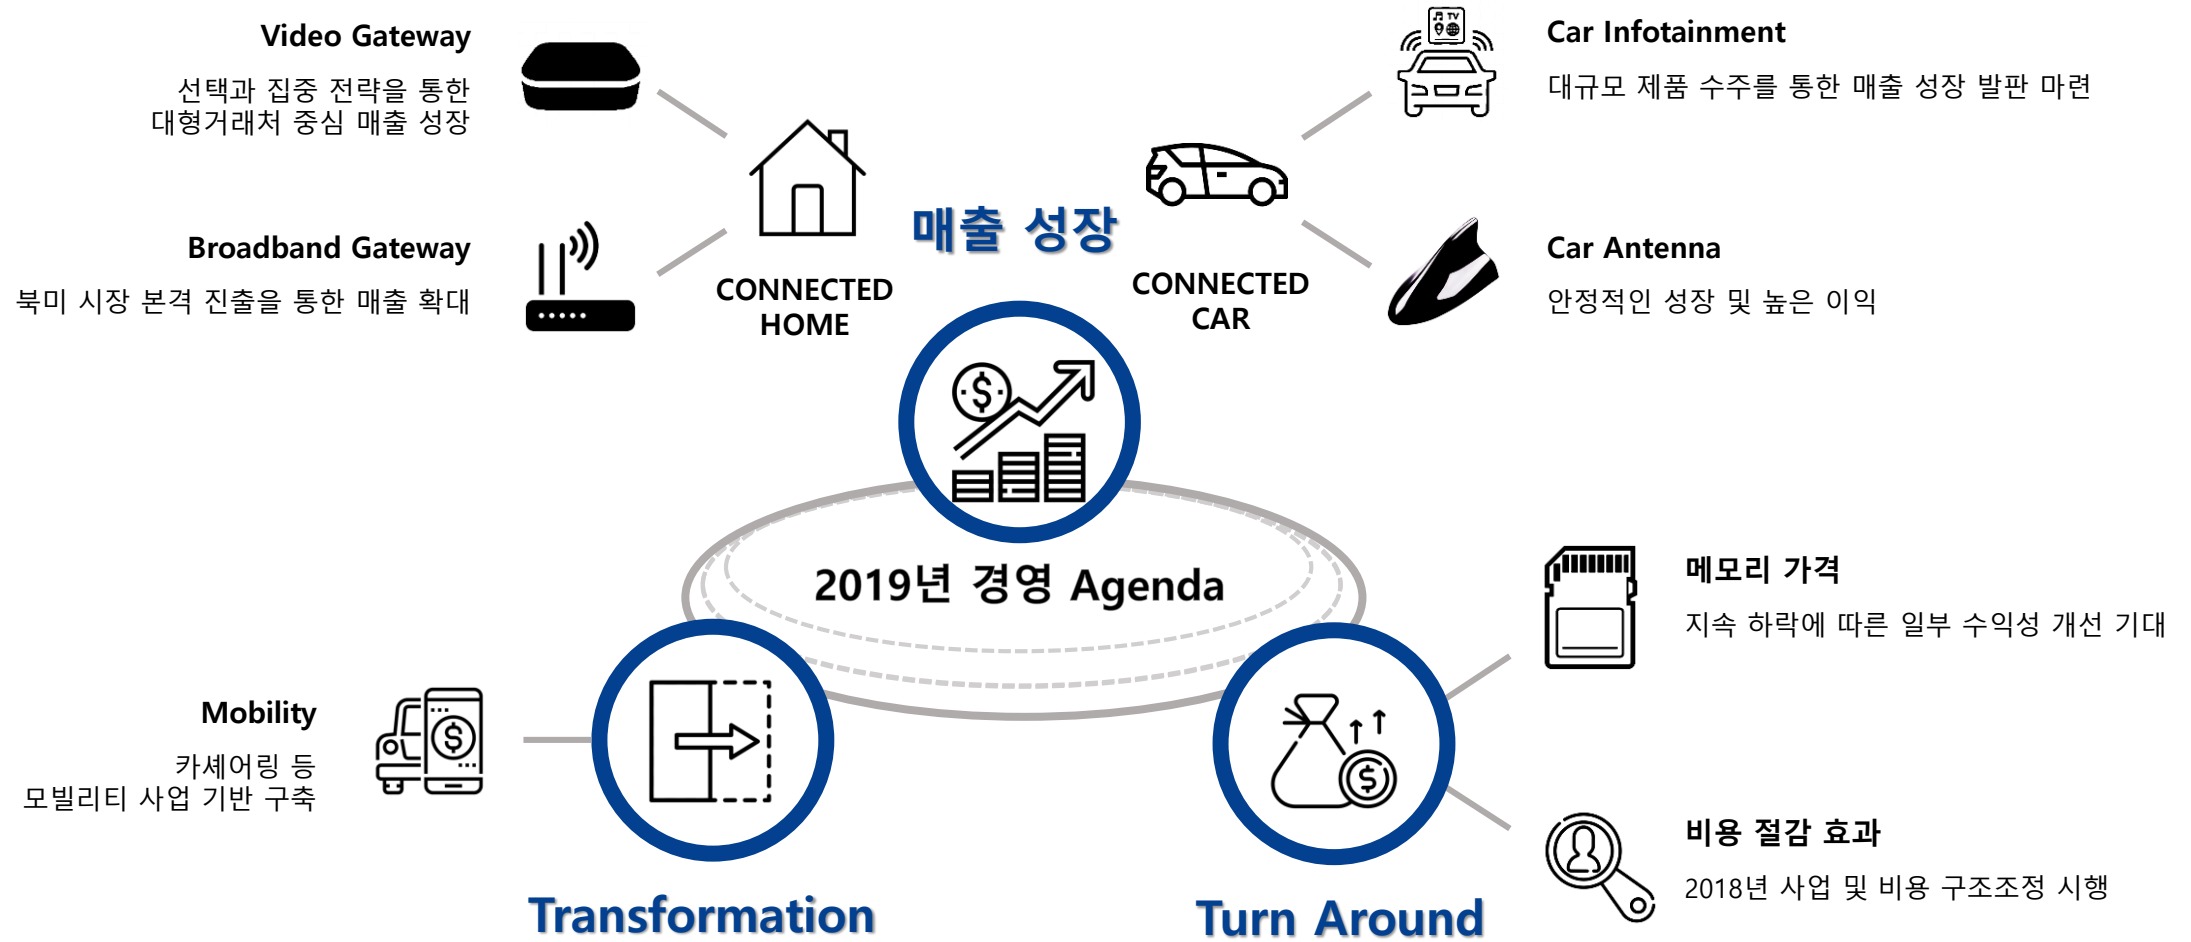 Video Gateway
선택과 집중 전략을 통한
대형거래처 중심 매출 성장
Broadband Gateway
북미 시장 본격 진출을 통한 매출 확대
CONNECTED
HOME
매출 성장
CONNECTED
CAR
TV
Car Infotainment
대규모 제품 수주를 통한 매출 성장 발판 마련
Car Antenna
안정적인 성장 및 높은 이익
2019년 경영 Agenda
Mobility
카셰어링 등
모빌리티 사업 기반 구축
Transformation
Turn Around
메모리 가격
지속 하락에 따른 일부 수익성 개선 기대
비용 절감 효과
2018년 사업 및 비용 구조조정 시행